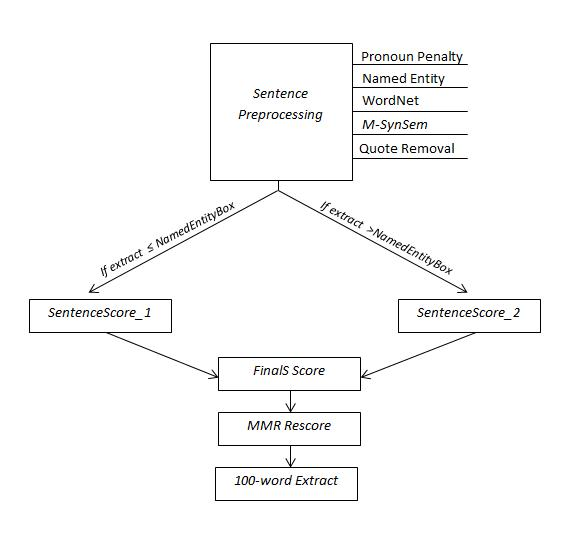 Sentence
Preprocessing
Pronoun Penalty
Named Entity
WordNet
M-SynSem
Quote Removal
If extract ≤ NamedEntityBox
If extract >NamedEntityBox
SentenceScore_1
SentenceScore_2
FinalS Score
MMR Rescore
100-word Extract